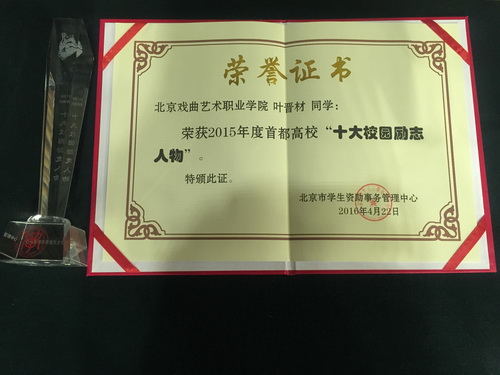 荣誉证书
北京戏曲艺术职业学院 叶晋材 同学：
荣获2015年度首都高校“十大校园励志
人物”。
特颁此证。
北京市学生资助事务管理中心
2016年4月22日